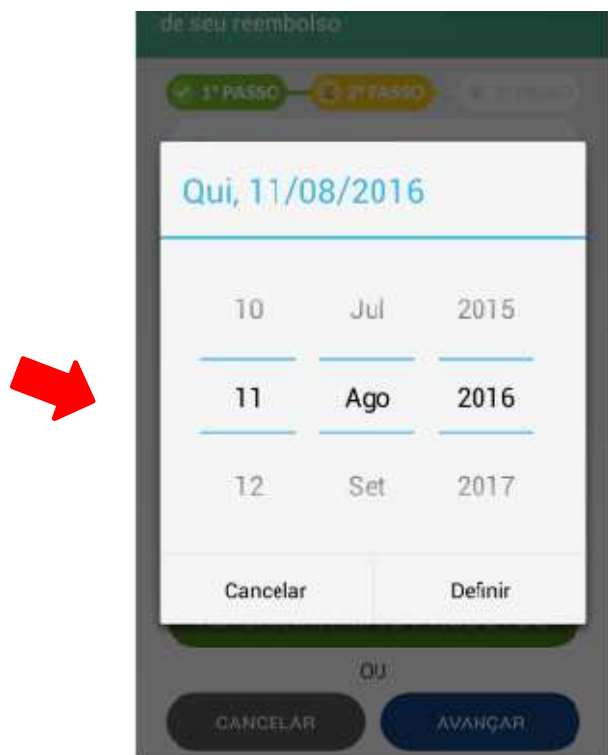 de seu reembolso
1º PASSO 2º PASSO
Qui, 11/08/2016
10 Jul 2015
11 Ago 2016
12 Set 2017
Cancelar Definir
OU
CANCELAR AVANÇAR